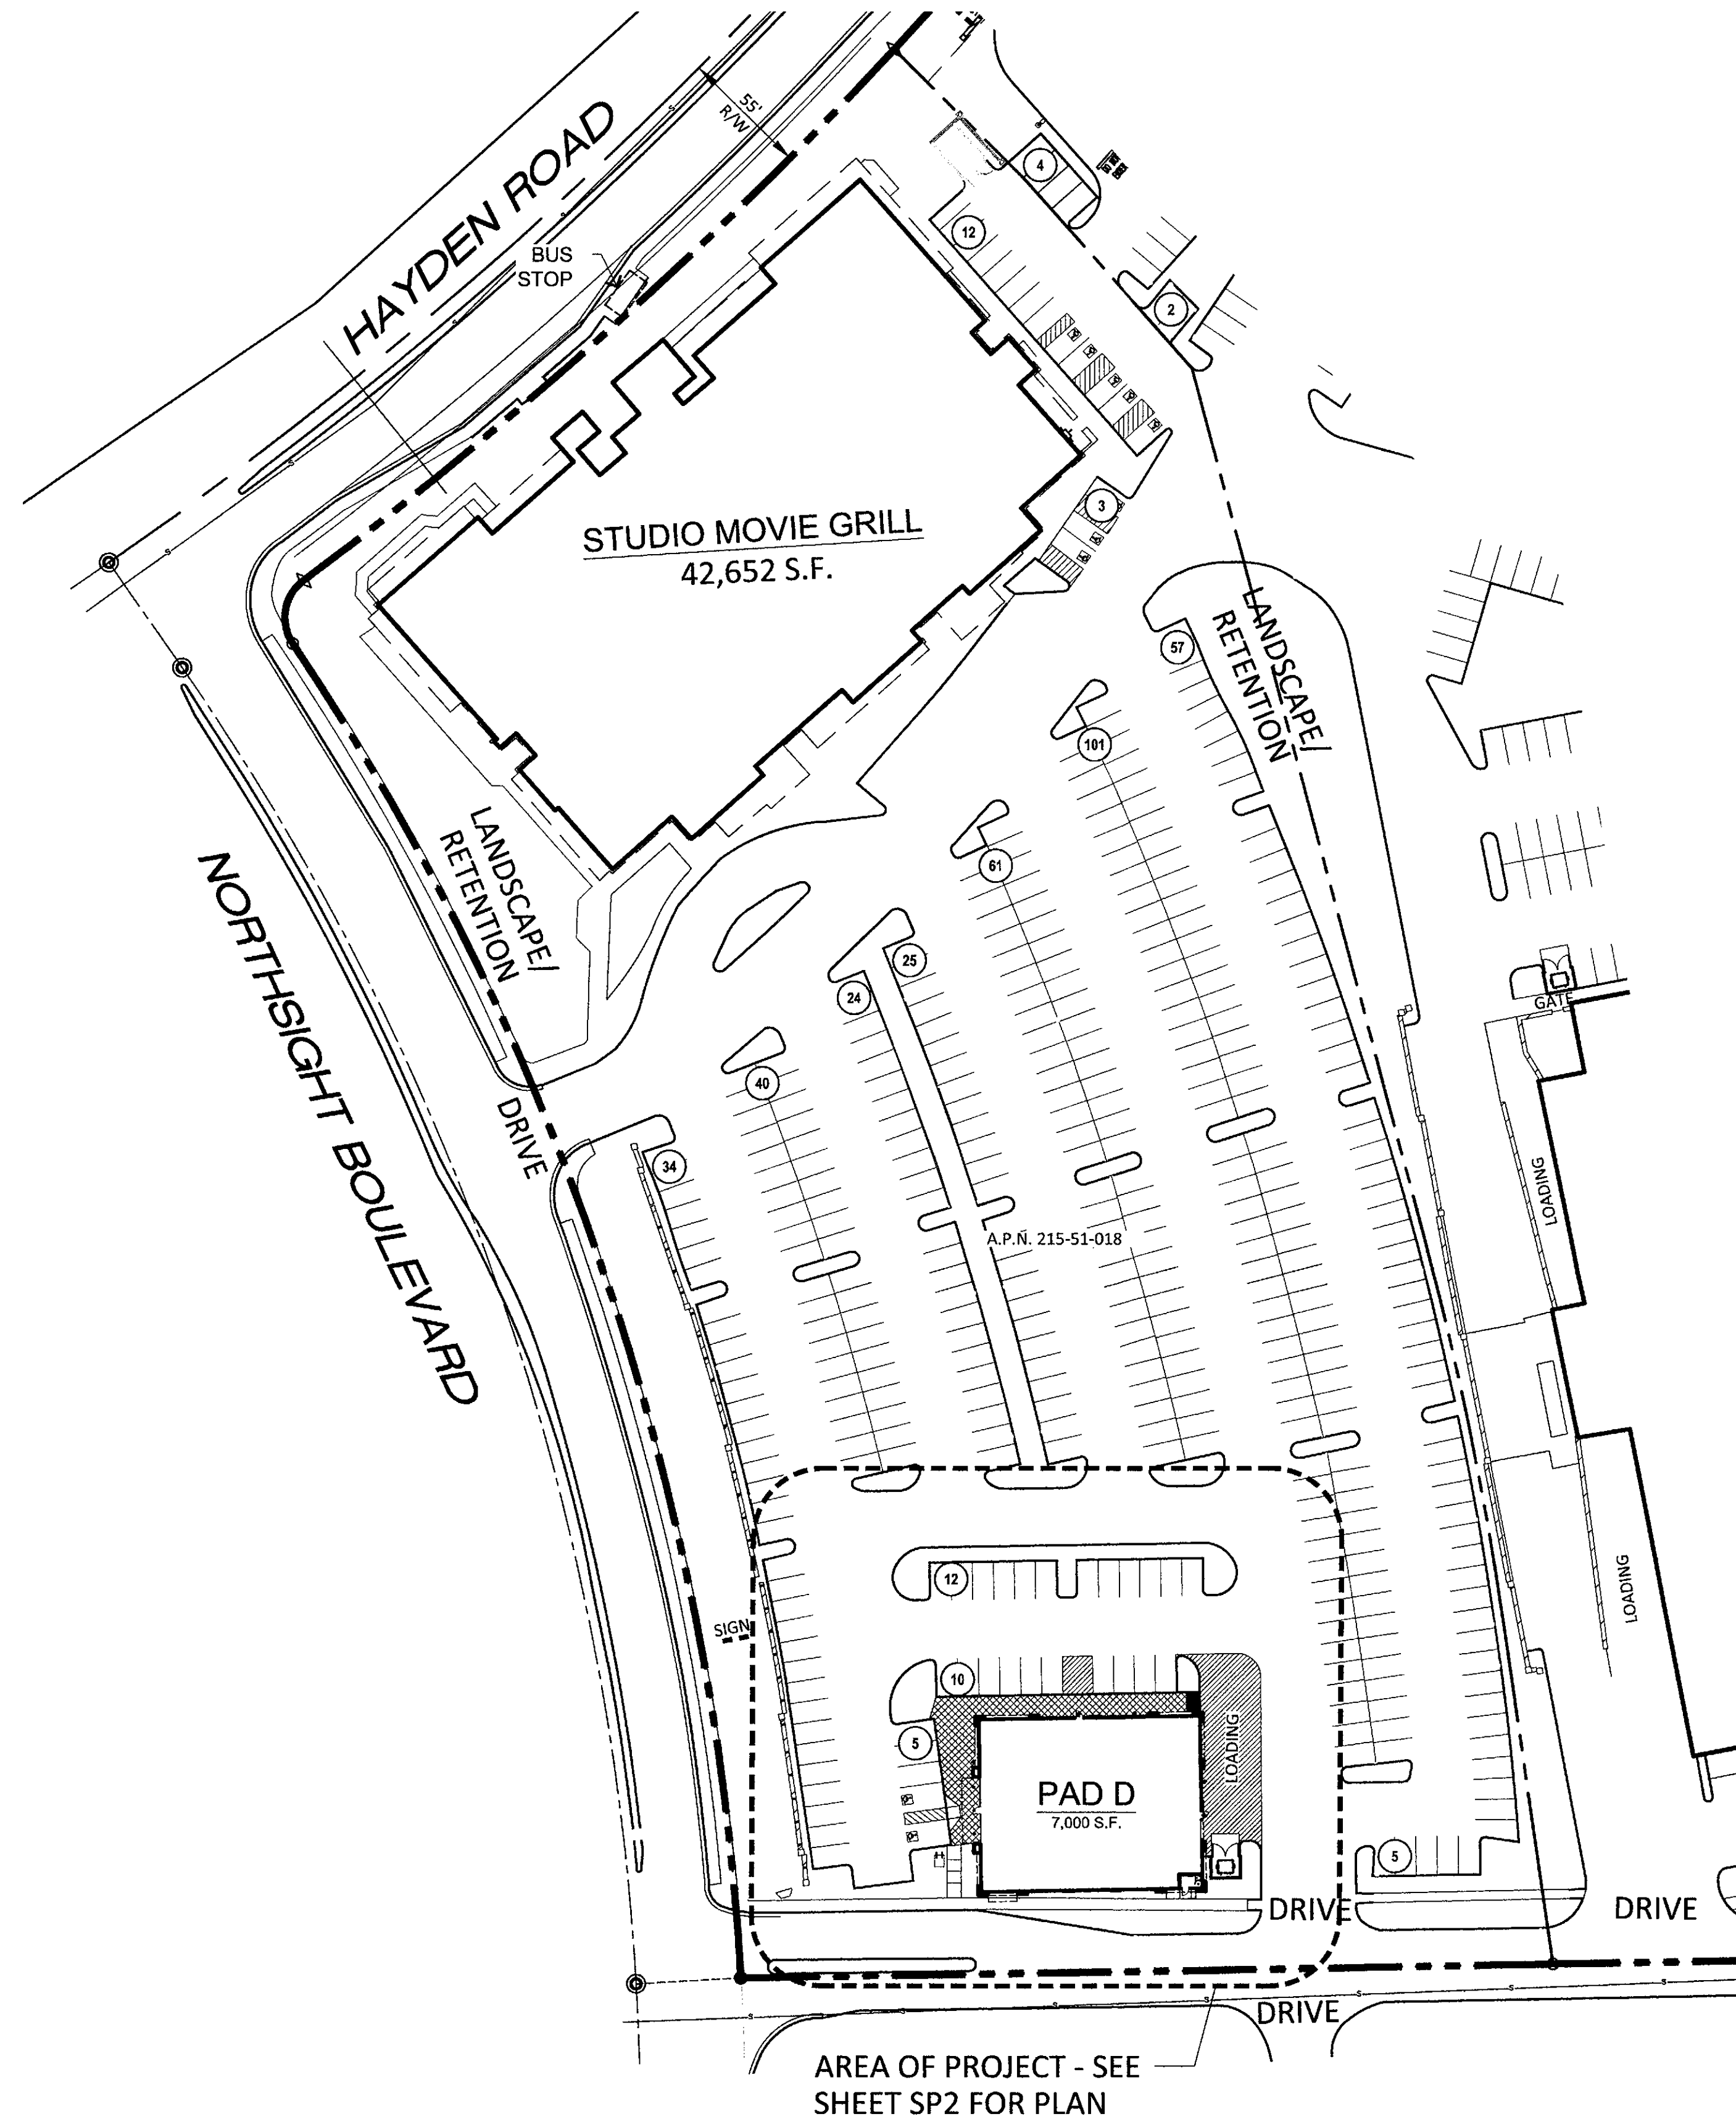 55'
R/W
HAYDEN ROAD
4
12
BUS
STOP
2
3
STUDIO MOVIE GRILL
42,652 S.F.
LANDSCAPE/
RETENTION
57
101
61
LANDSCAPE/
RETENTION
NORTHSIGHT BOULEVARD
25
24
GATE
40
DRIVE
34
LOADING
A.P.N. 215-51-018
12
LOADING
SIGN
10
5
LOADING
PAD D
7,000 S.F.
5
DRIVE
DRIVE
DRIVE
AREA OF PROJECT - SEE
SHEET SP2 FOR PLAN